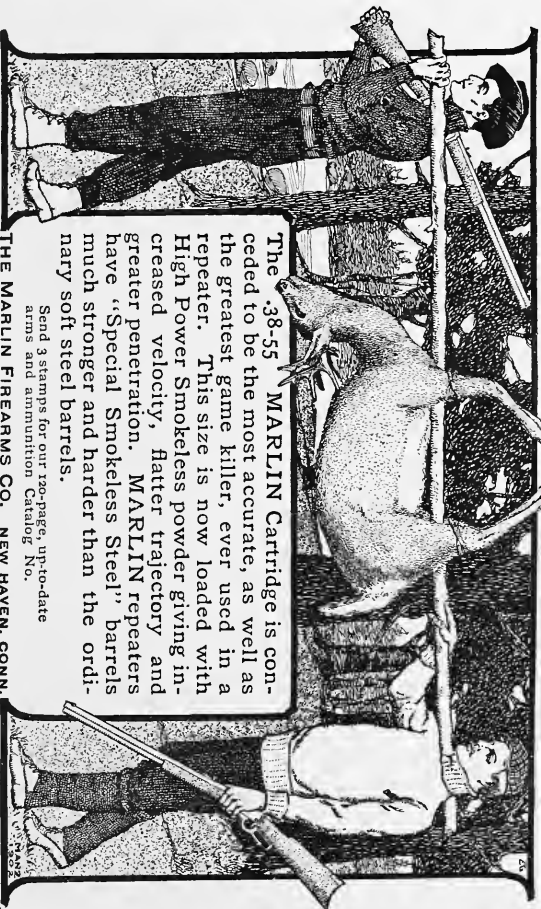 The .38-55 MARLIN Cartridge is con-
ceded to be the most accurate, as well as
the greatest game killer, ever used in a
repeater. This size is now loaded with
High Power Smokeless powder giving in-
creased velocity, flatter trajectory and
greater penetration. MARLIN repeaters
have "Special Smokeless Steel" barrels
much stronger and harder than the ordi-
nary soft steel barrels.
Send 3 stamps for our 120-page, up-to-date
arms and ammunition Catalog No.
THE MARLIN FIREARMS CO. NEW HAVEN, CONN.
MANZ